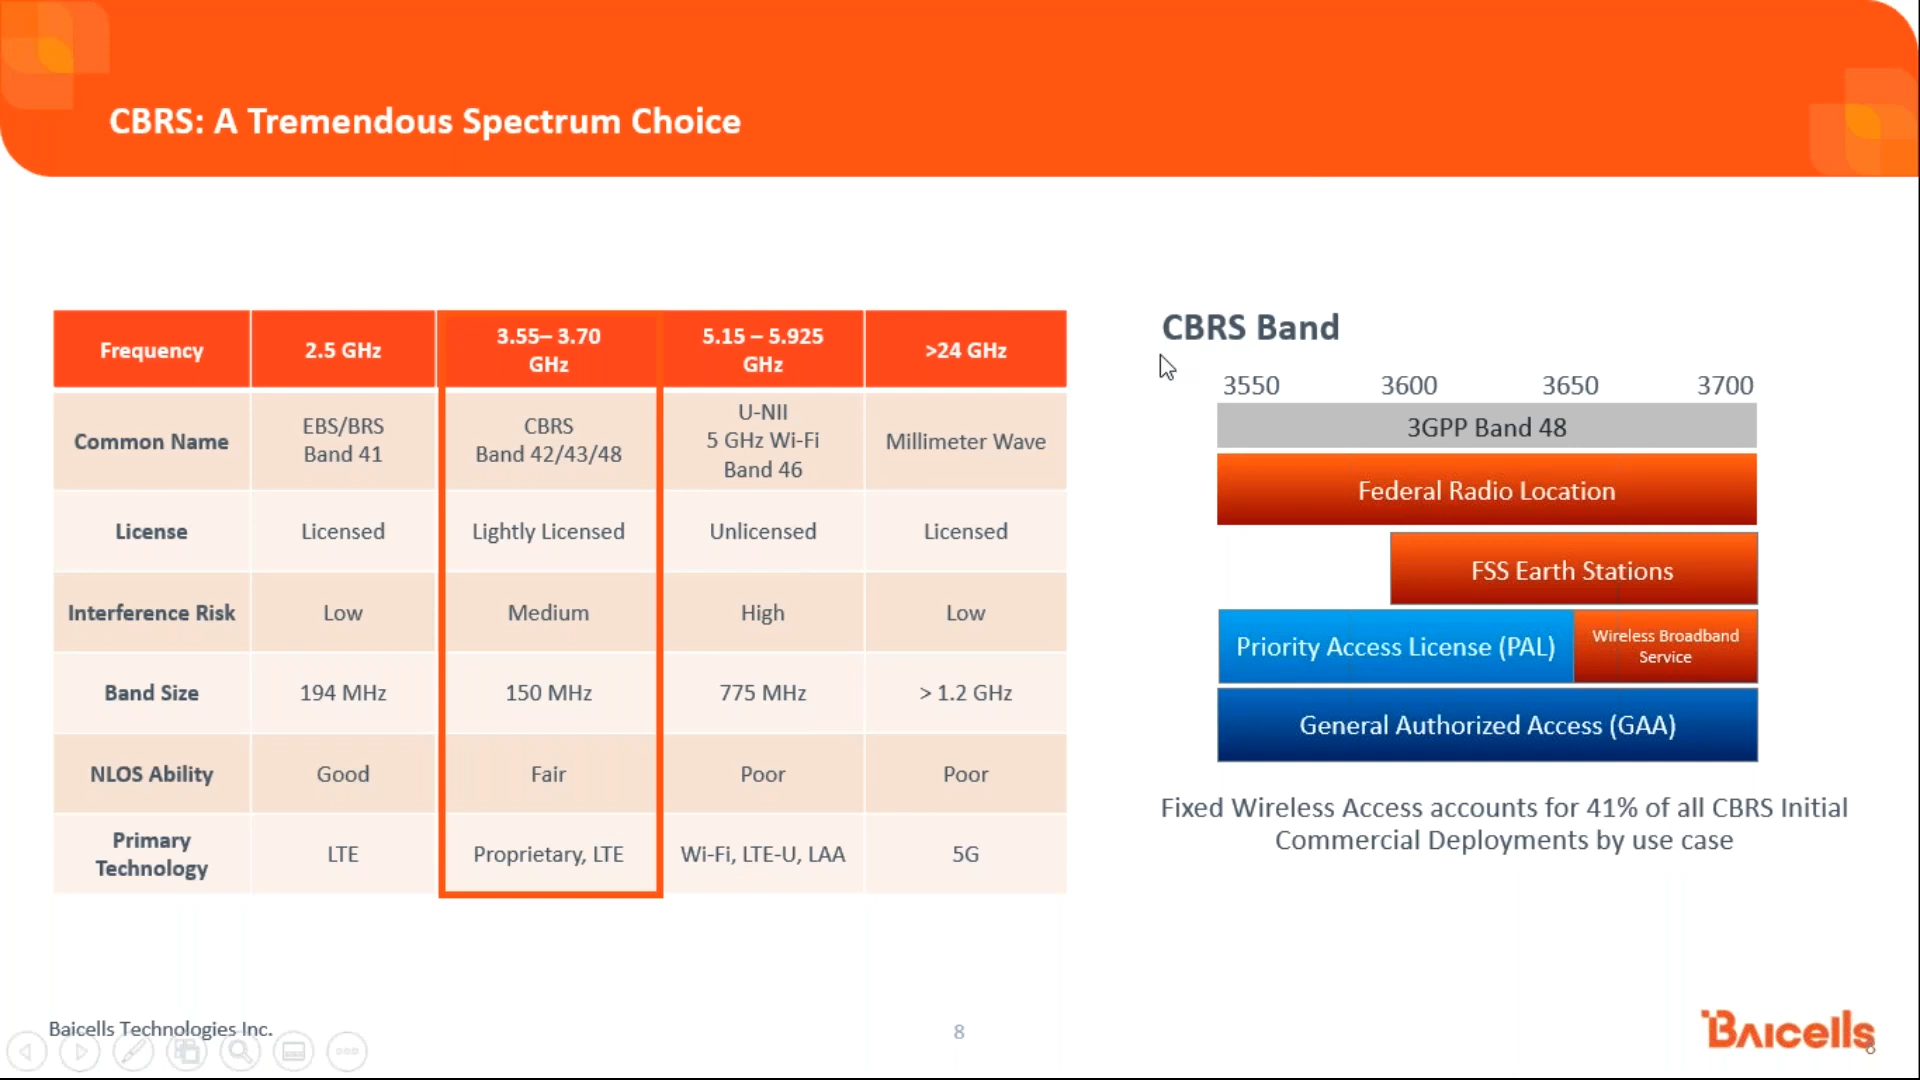 CBRS: A Tremendous Spectrum Choice
Frequency
2.5 GHz
3.55– 3.70
GHz
5.15 – 5.925
GHz
>24 GHz
Common Name
EBS/BRS
Band 41
CBRS
Band 42/43/48
U-NII
5 GHz Wi-Fi
Band 46
Millimeter Wave
License
Licensed
Lightly Licensed
Unlicensed
Licensed
Interference Risk
Low
Medium
High
Low
Band Size
194 MHz
150 MHz
775 MHz
> 1.2 GHz
NLOS Ability
Good
Fair
Poor
Poor
Primary
Technology
LTE
Proprietary, LTE
Wi-Fi, LTE-U, LAA
5G
CBRS Band
3550 3600 3650 3700
3GPP Band 48
Federal Radio Location
FSS Earth Stations
Priority Access License (PAL)
Wireless Broadband
Service
General Authorized Access (GAA)
Fixed Wireless Access accounts for 41% of all CBRS Initial
Commercial Deployments by use case
Baicells Technologies Inc.
8
Baicells
8